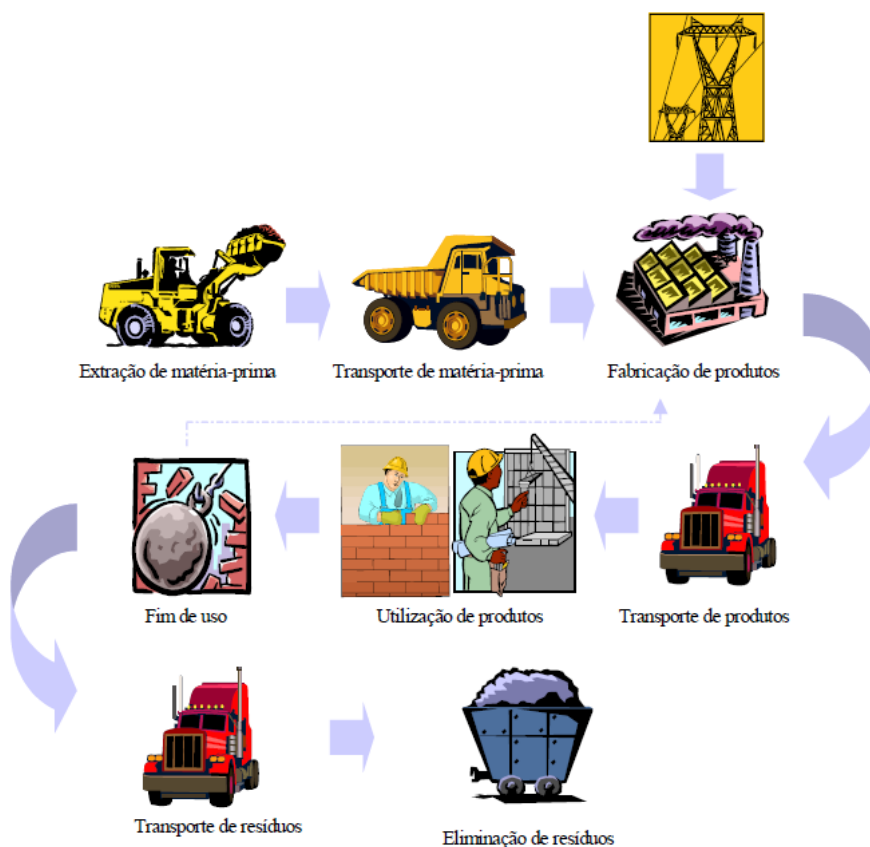 Extração de matéria-prima
Transporte de matéria-prima
Fabricação de produtos
Fim de uso
Utilização de produtos
Transporte de produtos
Transporte de resíduos
Eliminação de resíduos